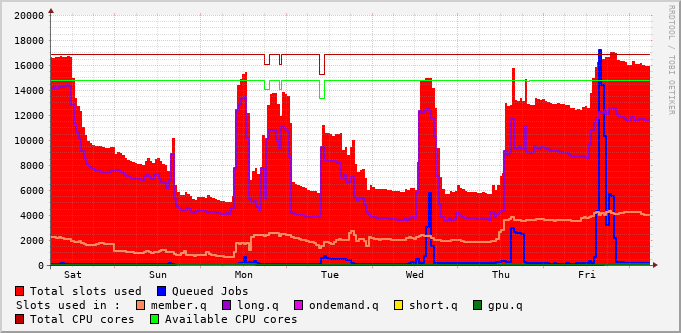 20000
18000
16000
14000
12000
10000
8000
6000
4000
2000
0
Sat Sun Mon Tue Wed Thu Fri
RRDTOOL / TOBI OETIKER
Total slots used Queued Jobs
Slots used in : member.q long.q ondemand.q short.q gpu.q
Total CPU cores Available CPU cores